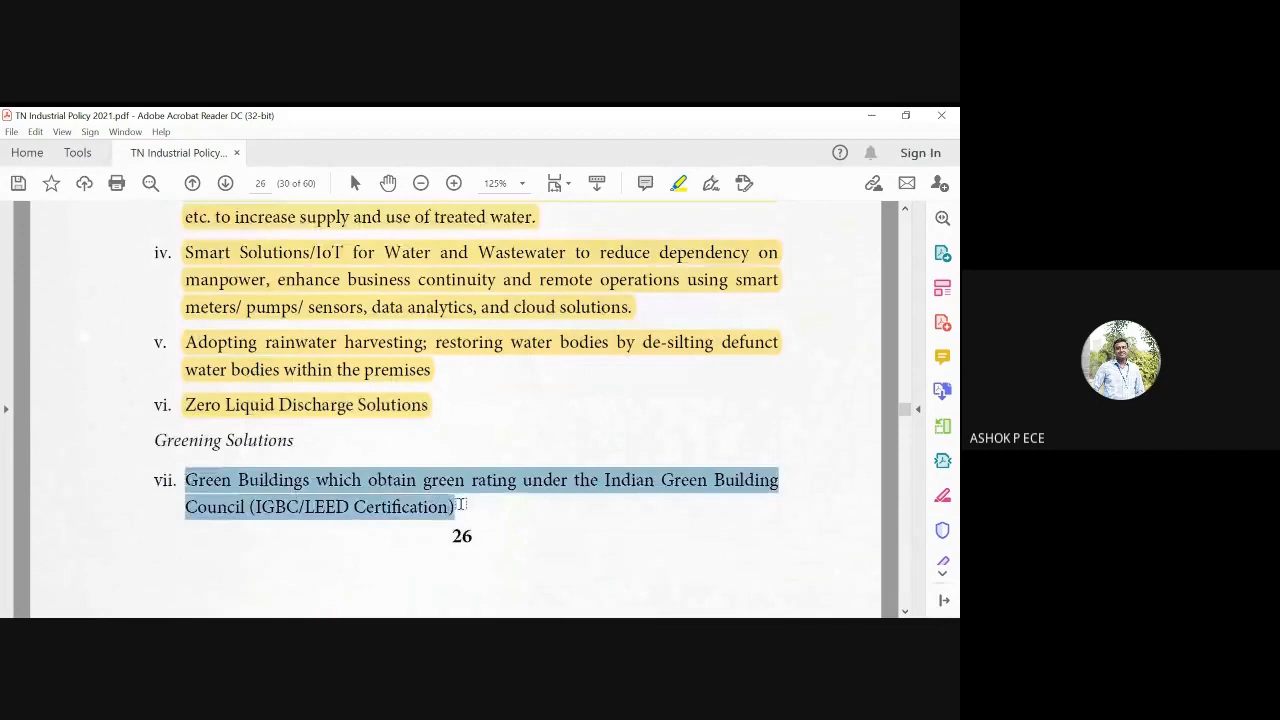 TN Industrial Policy 2021.pdf - Adobe Acrobat Reader DC (32-bit)
File Edit View Sign Window Help
Home Tools TN Industrial Policy... × Sign In
26 (30 of 60) 125%
etc. to increase supply and use of treated water.
iv. Smart Solutions/IoT for Water and Wastewater to reduce dependency on
manpower, enhance business continuity and remote operations using smart
meters/ pumps/ sensors, data analytics, and cloud solutions.
v. Adopting rainwater harvesting; restoring water bodies by de-silting defunct
water bodies within the premises
vi. Zero Liquid Discharge Solutions
Greening Solutions
vii. Green Buildings which obtain green rating under the Indian Green Building
Council (IGBC/LEED Certification)
26
ASHOK P ECE